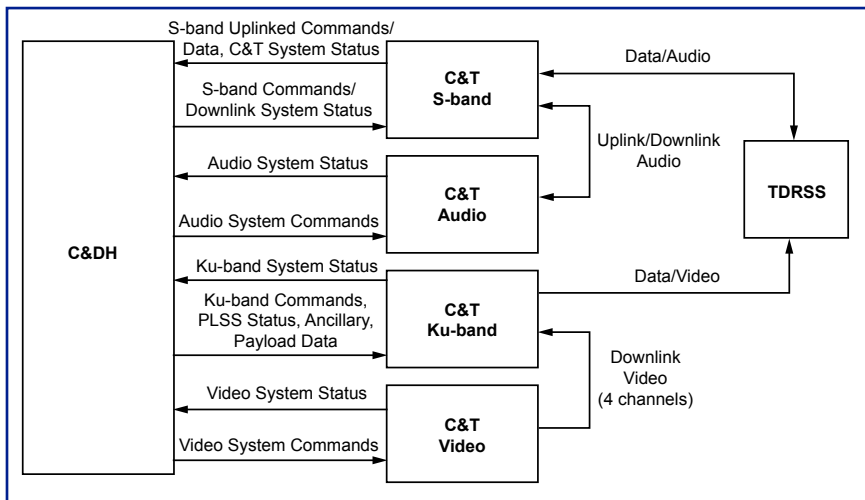 S-band Uplinked Commands/
Data, C&T System Status
S-band Commands/
Downlink System Status
C&T
S-band
Data/Audio
Uplink/Downlink
Audio
Audio System Status
Audio System Commands
C&T
Audio
TDRSS
C&DH
Ku-band System Status
Ku-band Commands,
PLSS Status, Ancillary,
Payload Data
C&T
Ku-band
Data/Video
Downlink
Video
(4 channels)
Video System Status
Video System Commands
C&T
Video